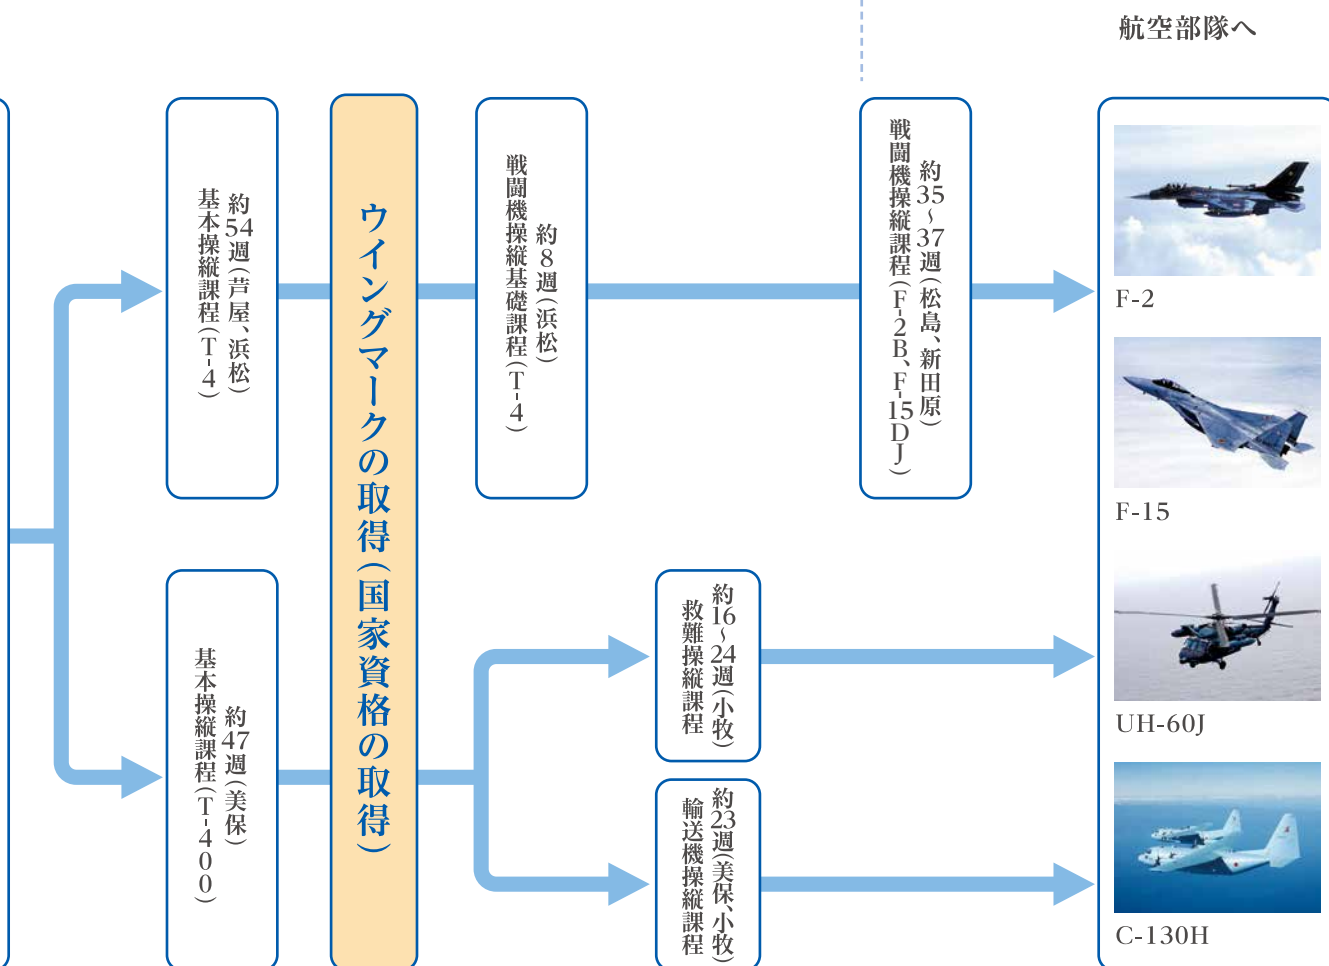 航空部隊へ
約54週（芦屋、浜松）
基本操縦課程（T-4）
ウイングマークの取得（国家資格の取得）
約8週（浜松）
戦闘機操縦基礎課程（T-4）
約35～37週（松島、新田原）
戦闘機操縦課程（F-2B、F-15DJ）
約47週（美保）
基本操縦課程（T-400）
約16～24週（小牧）
救難操縦課程
約23週（美保、小牧）
輸送機操縦課程
F-2
F-15
UH-60J
C-130H